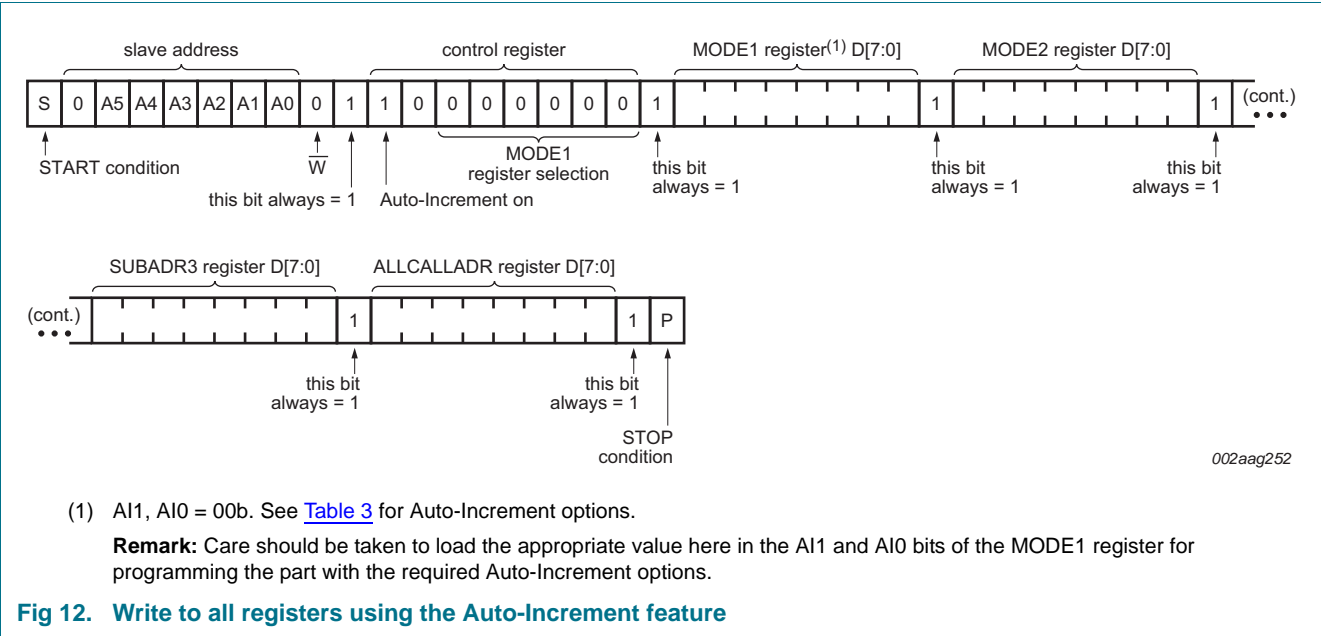 slave address control register MODE1 register(1) D[7:0] MODE2 register D[7:0]
S 0 A5 A4 A3 A2 A1 A0 0 1 1 0 0 0 0 0 0 0 1 1 1 (cont.)
START condition W MODE1 this bit this bit this bit
register selection always = 1 always = 1 always = 1
this bit always = 1 Auto-Increment on
SUBADR3 register D[7:0] ALLCALLADR register D[7:0]
(cont.) 1 1 P
this bit this bit
always = 1 always = 1
STOP
condition
002aag252
(1) AI1, AI0 = 00b. See Table 3 for Auto-Increment options.
Remark: Care should be taken to load the appropriate value here in the AI1 and AI0 bits of the MODE1 register for
programming the part with the required Auto-Increment options.
Fig 12. Write to all registers using the Auto-Increment feature